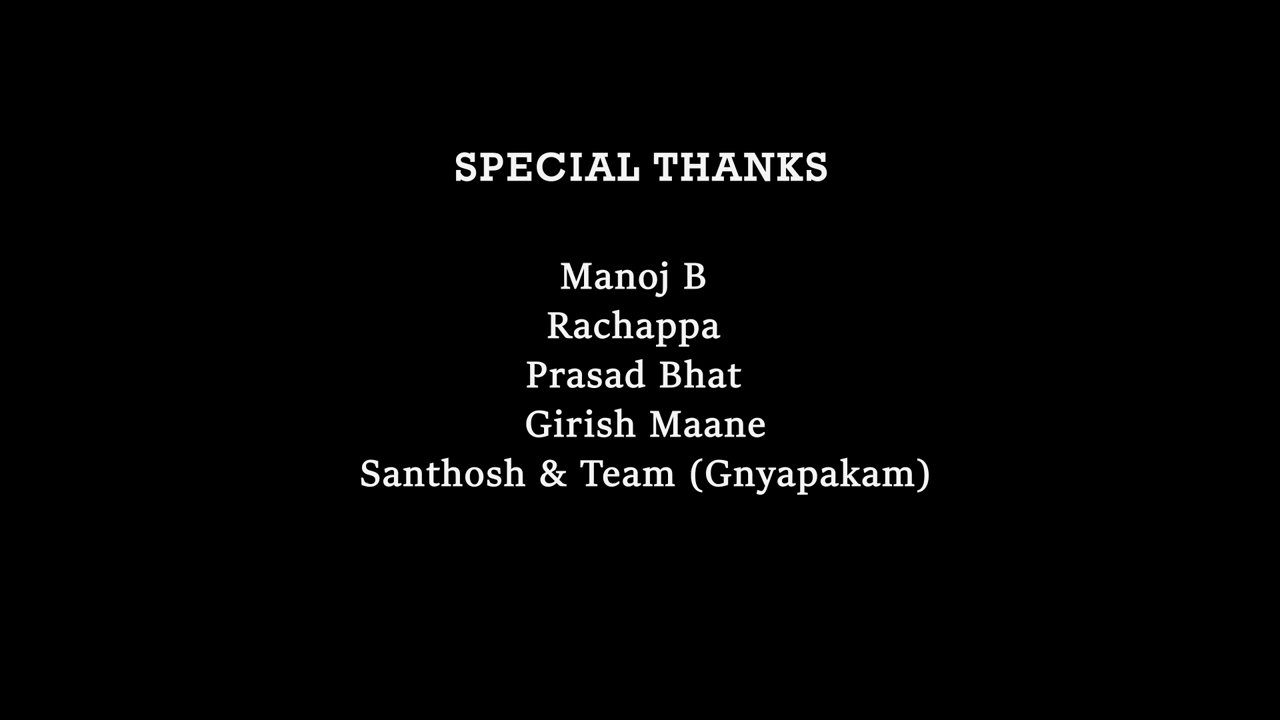 SPECIAL THANKS
Manoj B
Rachappa
Prasad Bhat
Girish Maane
Santhosh & Team (Gnyapakam)